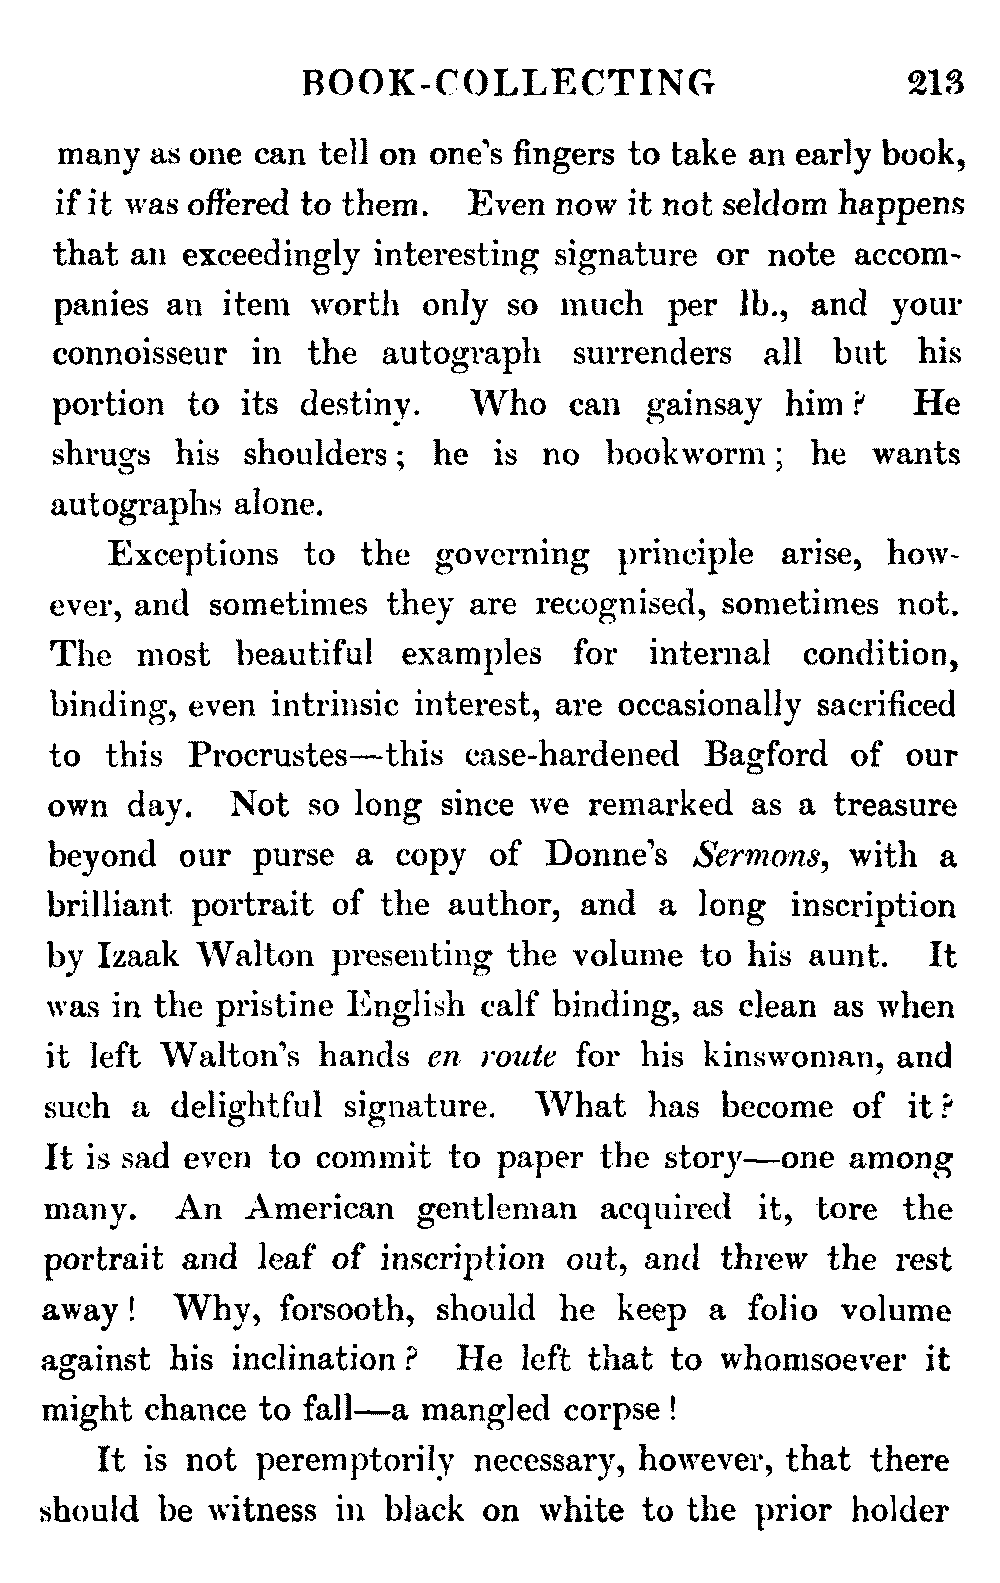 BOOK-COLLECTING 213
many as one can tell on one's fingers to take an early book,
if it was offered to them. Even now it not seldom happens
that an exceedingly interesting signature or note accom-
panies an item worth only so much per lb., and your
connoisseur in the autograph surrenders all but his
portion to its destiny. Who can gainsay him? He
shrugs his shoulders; he is no bookworm; he wants
autographs alone.
Exceptions to the governing principle arise, how-
ever, and sometimes they are recognised, sometimes not.
The most beautiful examples for internal condition,
binding, even intrinsic interest, are occasionally sacrificed
to this Procrustes—this case-hardened Bagford of our
own day. Not so long since we remarked as a treasure
beyond our purse a copy of Donne's Sermons, with a
brilliant portrait of the author, and a long inscription
by Izaak Walton presenting the volume to his aunt. It
was in the pristine English calf binding, as clean as when
it left Walton's hands en route for his kinswoman, and
such a delightful signature. What has become of it?
It is sad even to commit to paper the story—one among
many. An American gentleman acquired it, tore the
portrait and leaf of inscription out, and threw the rest
away! Why, forsooth, should he keep a folio volume
against his inclination? He left that to whomsoever it
might chance to fall—a mangled corpse!
It is not peremptorily necessary, however, that there
should be witness in black on white to the prior holder